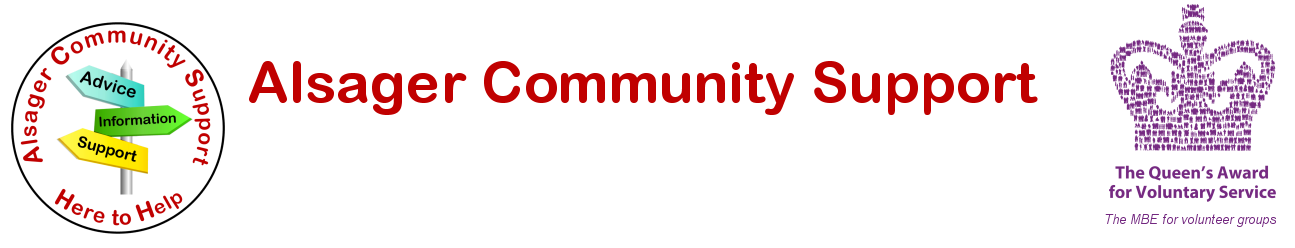 Alsager Community Support
Advice
Information
Support
Here to Help
Alsager Community Support
The Queen's Award
for Voluntary Service
The MBE for volunteer groups